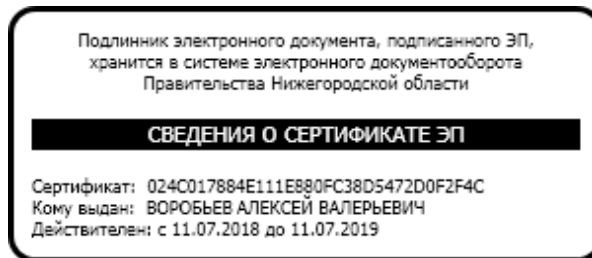 Подлинник электронного документа, подписанного ЭП,
хранится в системе электронного документооборота
Правительства Нижегородской области
СВЕДЕНИЯ О СЕРТИФИКАТЕ ЭП
Сертификат: 024C017884E111E880FC38D5472D0F2F4C
Кому выдан: ВОРОБЬЕВ АЛЕКСЕЙ ВАЛЕРЬЕВИЧ
Действителен: с 11.07.2018 до 11.07.2019